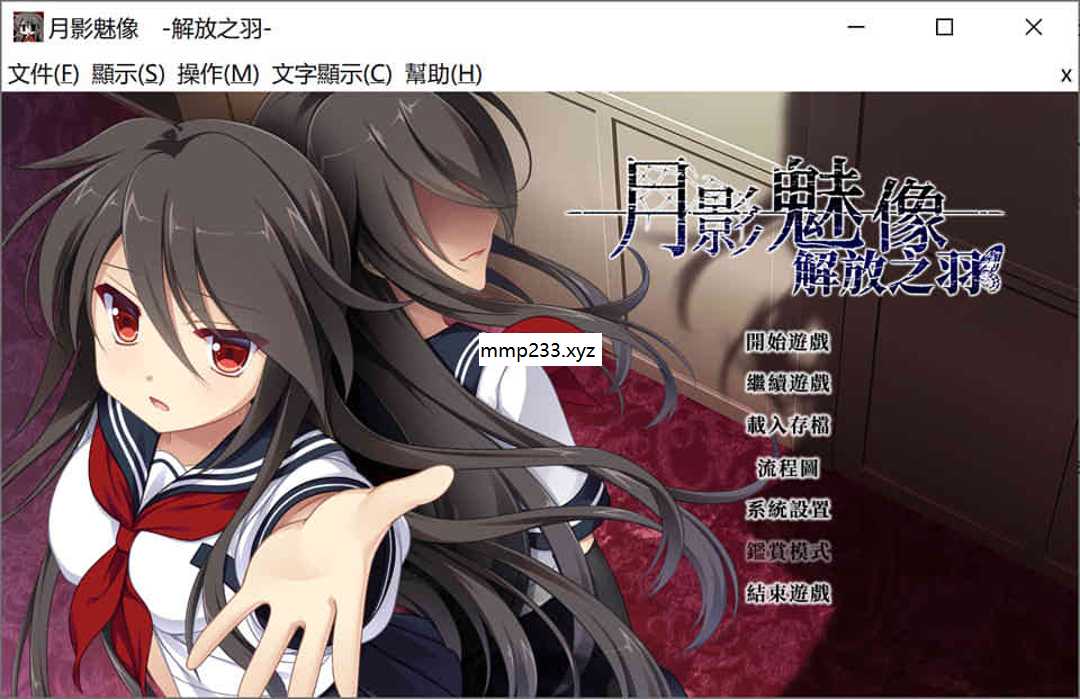 月影魅像 -解放之羽-
文件(F) 顯示(S) 操作(M) 文字顯示(C) 幫助(H) x
月影魅像
解放之羽
mmp233.xyz
開始遊戲
繼續遊戲
載入存檔
流程圖
系統設置
鑑賞模式
結束遊戲